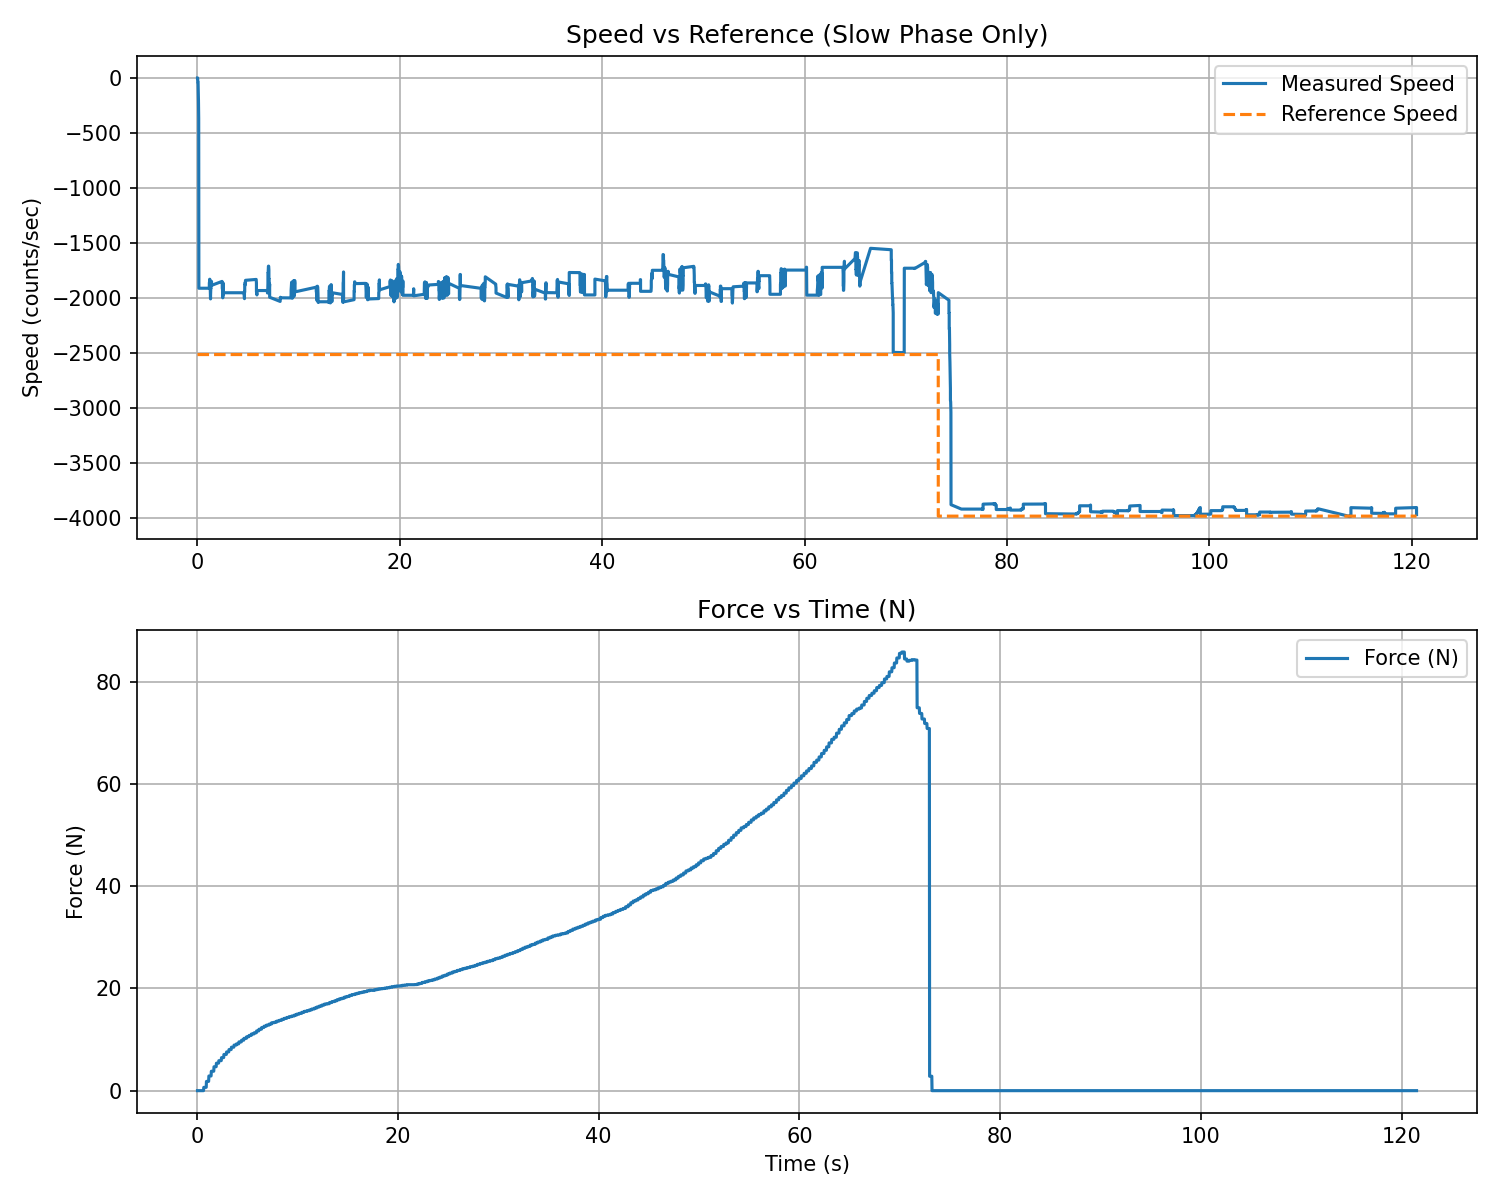 Speed vs Reference (Slow Phase Only)
Measured Speed
Reference Speed
Speed (counts/sec)
0
−500
−1000
−1500
−2000
−2500
−3000
−3500
−4000
0 20 40 60 80 100 120
Force vs Time (N)
Force (N)
Force (N)
80
60
40
20
0
0 20 40 60 80 100 120
Time (s)